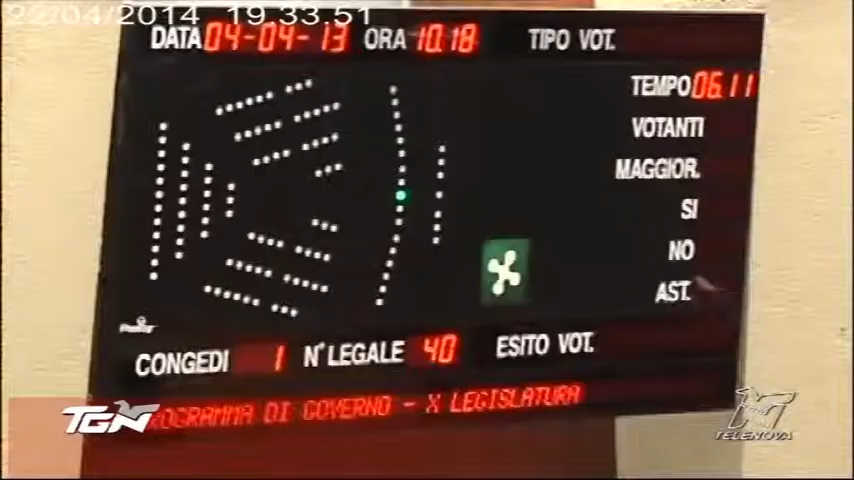 22/04/2014 19.33.51
DATA 04-04-13 ORA 10.18 TIPO VOT.
TEMPO 06.11
VOTANTI
MAGGIOR.
SI
NO
AST.
CONGEDI 1 N°LEGALE 40 ESITO VOT.
ROGRAMMA DI GOVERNO - X LEGISLATURA
TGN
TELENOVA